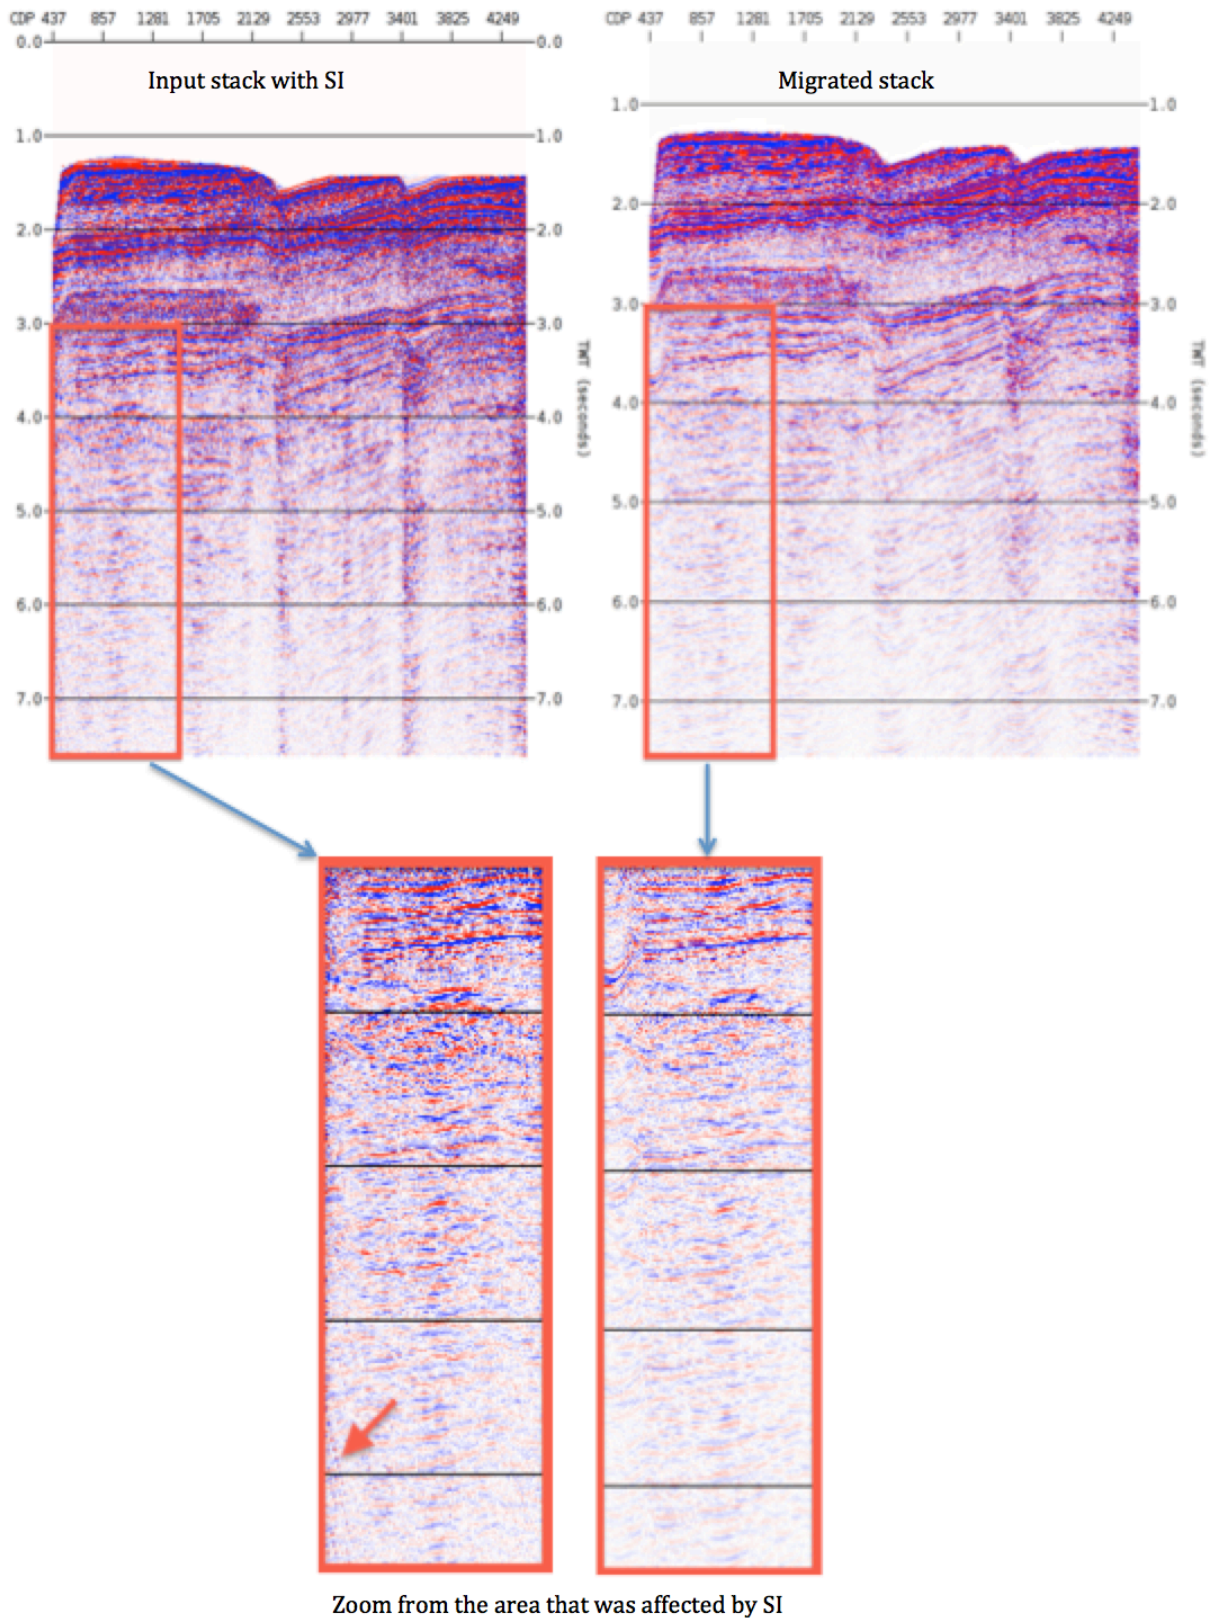 CDP 437 857 1281 1705 2129 2553 2977 3401 3825 4249
CDP 437 857 1281 1705 2129 2553 2977 3401 3825 4249
0.0 0.0
Input stack with SI
Migrated stack
1.0 1.0
1.0 1.0
2.0 2.0
2.0 2.0
3.0 3.0
3.0 3.0
TWT (seconds)
TWT (seconds)
4.0 4.0
4.0 4.0
5.0 5.0
5.0 5.0
6.0 6.0
6.0 6.0
7.0 7.0
7.0 7.0
Zoom from the area that was affected by SI